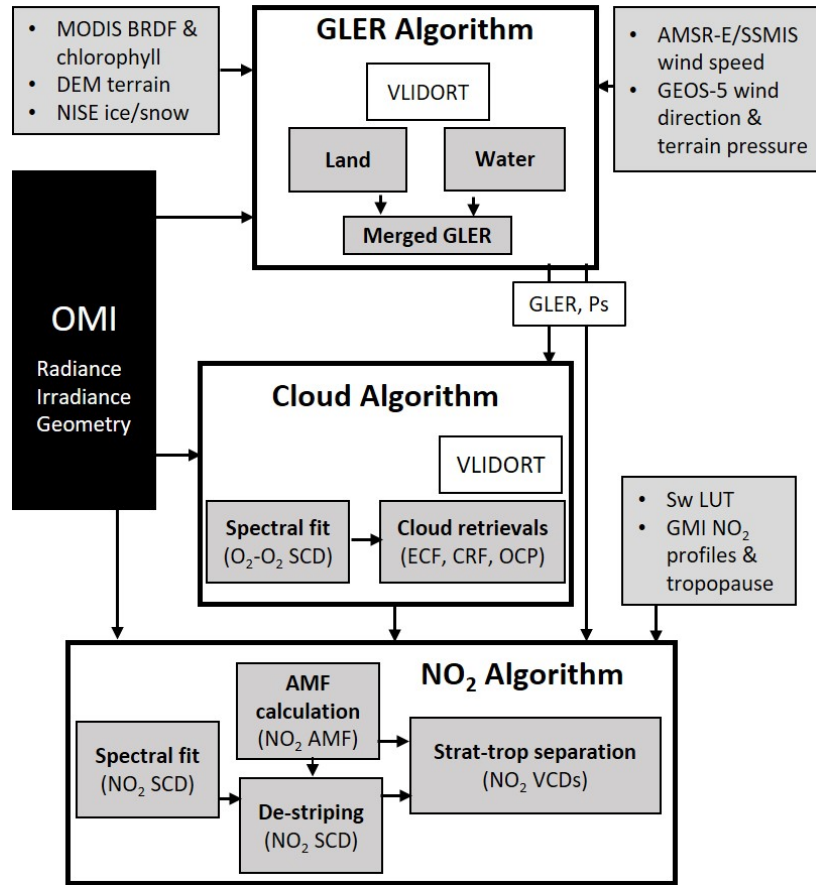 • MODIS BRDF &
chlorophyll
• DEM terrain
• NISE ice/snow
GLER Algorithm
VLIDORT
Land
Water
Merged GLER
• AMSR-E/SSMIS
wind speed
• GEOS-5 wind
direction &
terrain pressure
OMI
Radiance
Irradiance
Geometry
GLER, Ps
Cloud Algorithm
VLIDORT
Spectral fit
(O₂-O₂ SCD)
Cloud retrievals
(ECF, CRF, OCP)
• Sw LUT
• GMI NO₂
profiles &
tropopause
NO₂ Algorithm
AMF
calculation
(NO₂ AMF)
Spectral fit
(NO₂ SCD)
De-striping
(NO₂ SCD)
Strat-trop separation
(NO₂ VCDs)